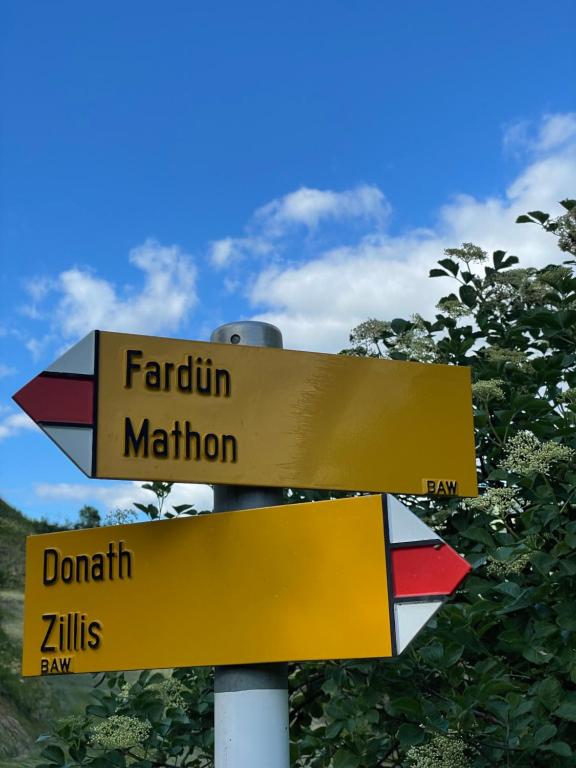 Fardün
Mathon
BAW
Donath
Zillis
BAW